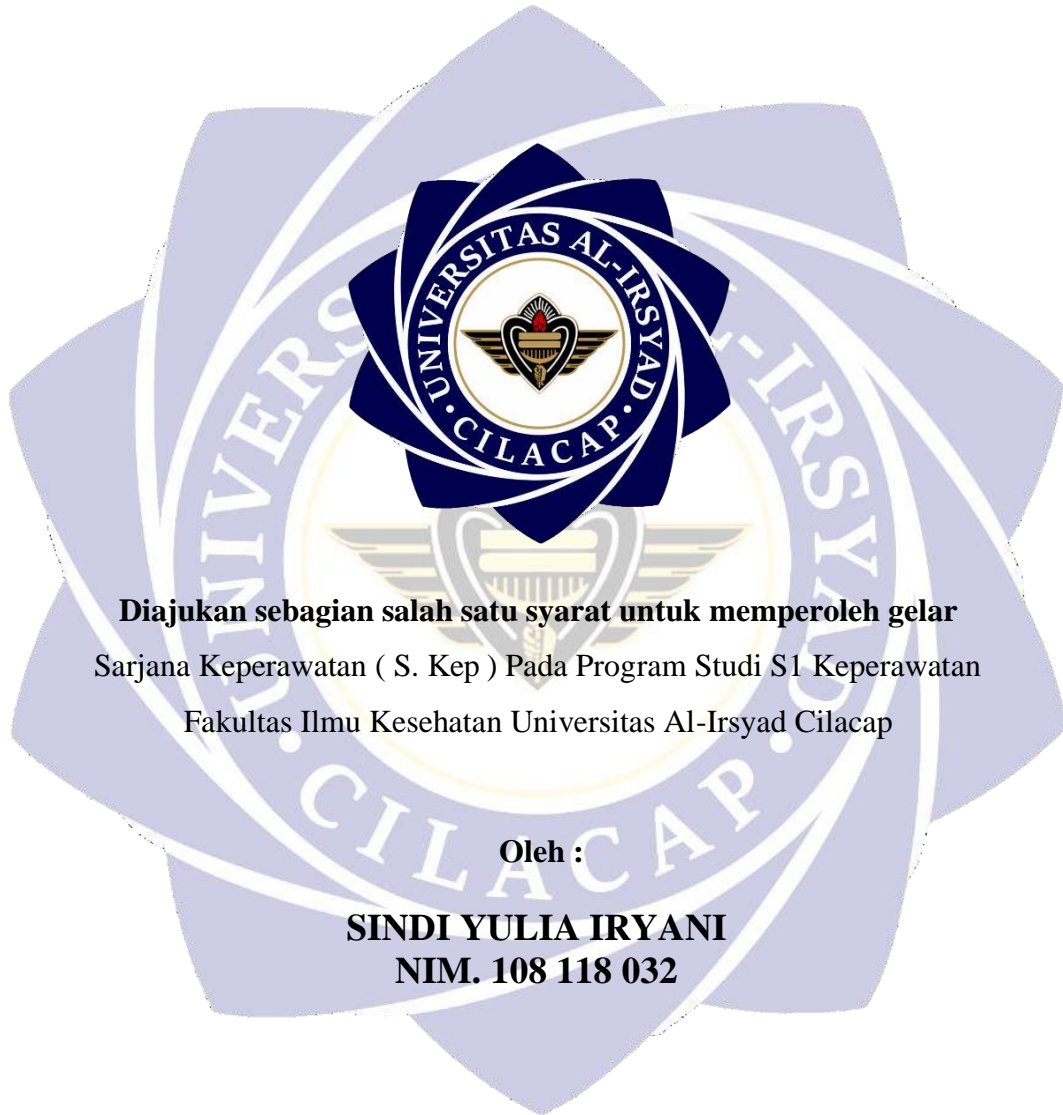 UNIVERSITAS AL-IRSYAD
CILACAP
Diajukan sebagian salah satu syarat untuk memperoleh gelar
Sarjana Keperawatan ( S. Kep ) Pada Program Studi S1 Keperawatan
Fakultas Ilmu Kesehatan Universitas Al-Irsyad Cilacap
Oleh :
SINDI YULIA IRYANI
NIM. 108 118 032